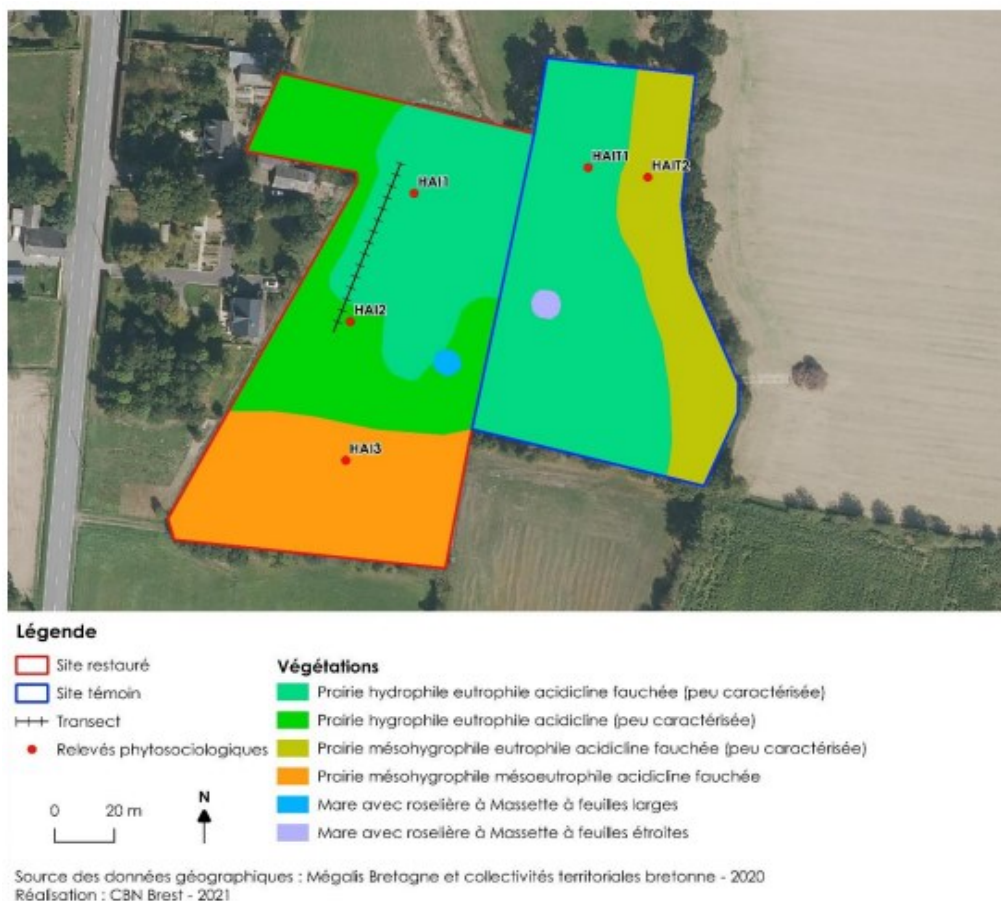 HAI1
HAIT1
HAIT2
HAI2
HAI3
Légende
Site restauré
Site témoin
Transect
Relevés phytosociologiques
0 20 m
N
Végétations
Prairie hydrophile eutrophile acidicline fauchée (peu caractérisée)
Prairie hygrophile eutrophile acidicline (peu caractérisée)
Prairie mésohygrophile eutrophile acidicline fauchée (peu caractérisée)
Prairie mésohygrophile mésoeutrophile acidicline fauchée
Mare avec roselière à Massette à feuilles larges
Mare avec roselière à Massette à feuilles étroites
Source des données géographiques : Mégalis Bretagne et collectivités territoriales bretonne - 2020
Réalisation : CBN Brest - 2021